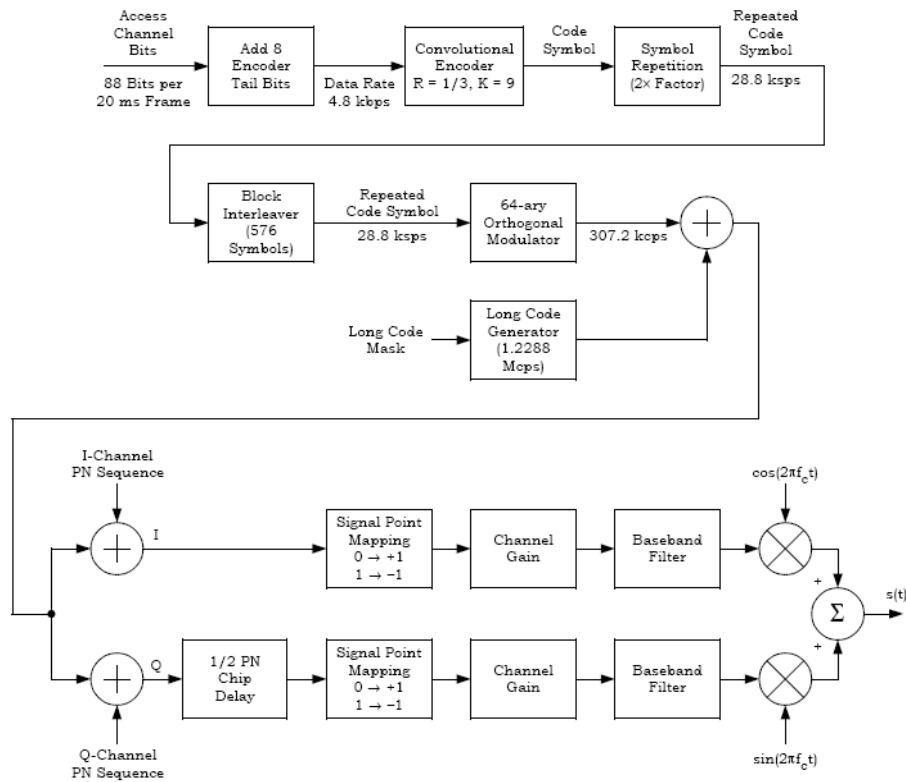 Access
Channel
Bits
88 Bits per
20 ms Frame
Add 8
Encoder
Tail Bits
Data Rate
4.8 kbps
Convolutional
Encoder
R = 1/3, K = 9
Code
Symbol
Symbol
Repetition
(2× Factor)
Repeated
Code
Symbol
28.8 ksps
Block
Interleaver
(576
Symbols)
Repeated
Code Symbol
28.8 ksps
64-ary
Orthogonal
Modulator
307.2 kcps
+
Long Code
Mask
Long Code
Generator
(1.2288
Mcps)
I-Channel
PN Sequence
+
I
Signal Point
Mapping
0 → +1
1 → −1
Channel
Gain
Baseband
Filter
cos(2πf_c t)
+
Σ
s(t)
+
+
Q
1/2 PN
Chip
Delay
Signal Point
Mapping
0 → +1
1 → −1
Channel
Gain
Baseband
Filter
Q-Channel
PN Sequence
sin(2πf_c t)